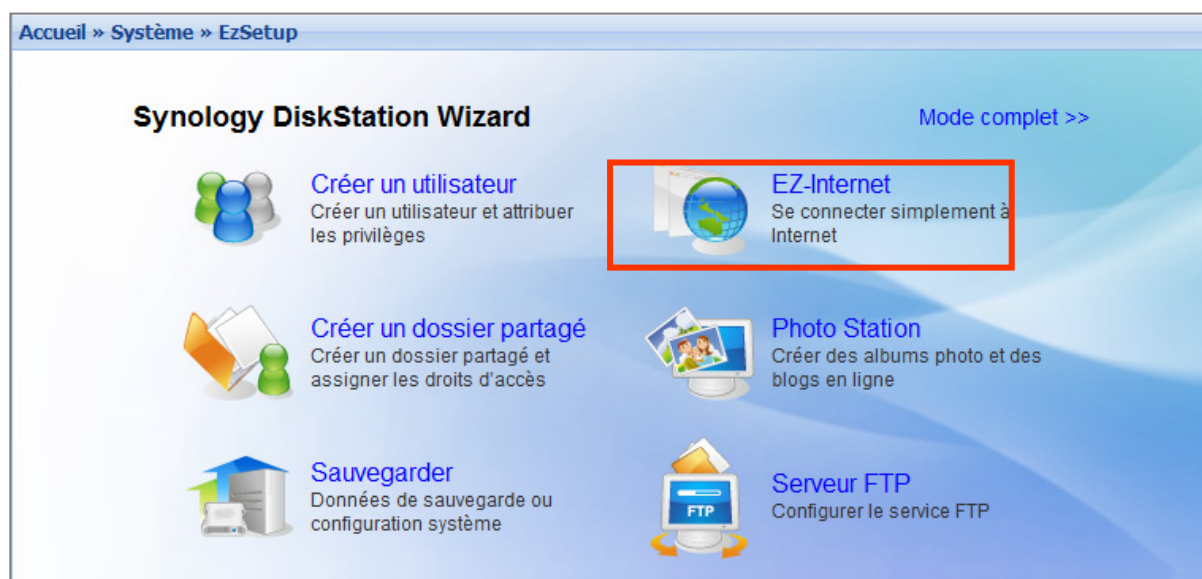 Accueil » Système » EzSetup
Synology DiskStation Wizard
Mode complet >>
Créer un utilisateur
Créer un utilisateur et attribuer
les privilèges
EZ-Internet
Se connecter simplement à
Internet
Créer un dossier partagé
Créer un dossier partagé et
assigner les droits d'accès
Photo Station
Créer des albums photo et des
blogs en ligne
Sauvegarder
Données de sauvegarde ou
configuration système
FTP
Serveur FTP
Configurer le service FTP